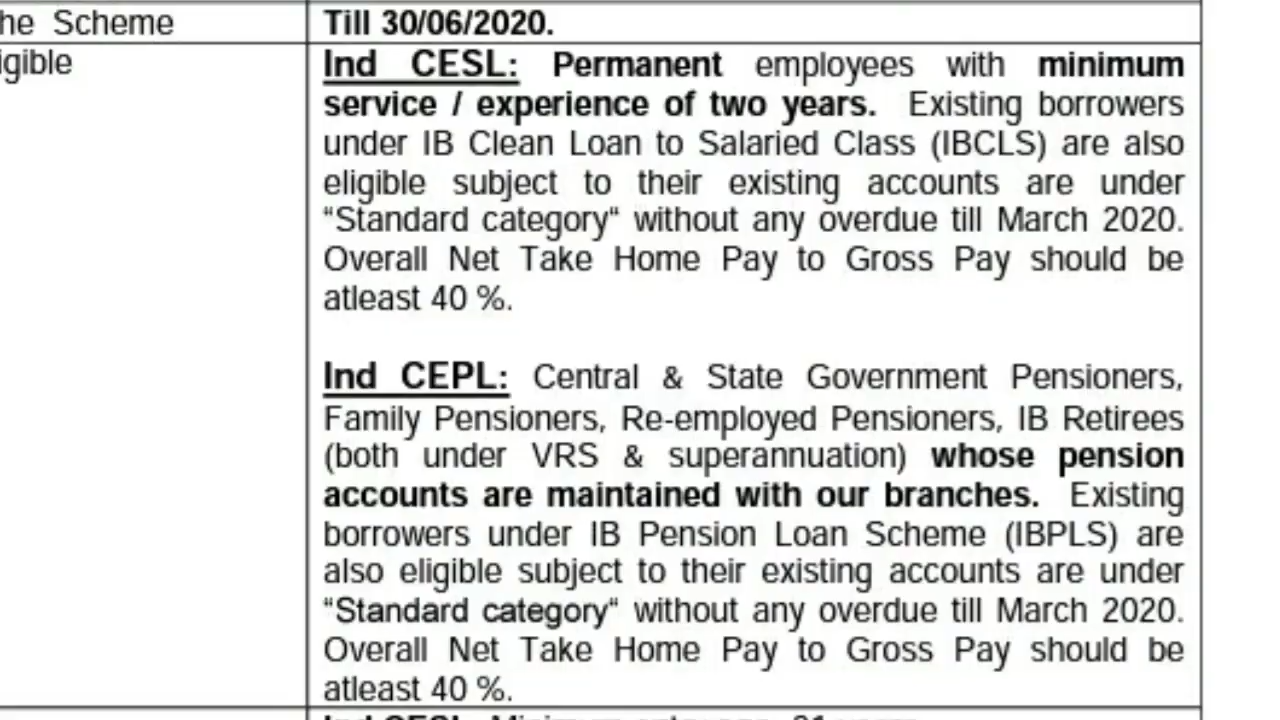 he Scheme
Till 30/06/2020.
gible
Ind CESL: Permanent employees with minimum
service / experience of two years. Existing borrowers
under IB Clean Loan to Salaried Class (IBCLS) are also
eligible subject to their existing accounts are under
“Standard category“ without any overdue till March 2020.
Overall Net Take Home Pay to Gross Pay should be
atleast 40 %.
Ind CEPL: Central & State Government Pensioners,
Family Pensioners, Re-employed Pensioners, IB Retirees
(both under VRS & superannuation) whose pension
accounts are maintained with our branches. Existing
borrowers under IB Pension Loan Scheme (IBPLS) are
also eligible subject to their existing accounts are under
“Standard category“ without any overdue till March 2020.
Overall Net Take Home Pay to Gross Pay should be
atleast 40 %.